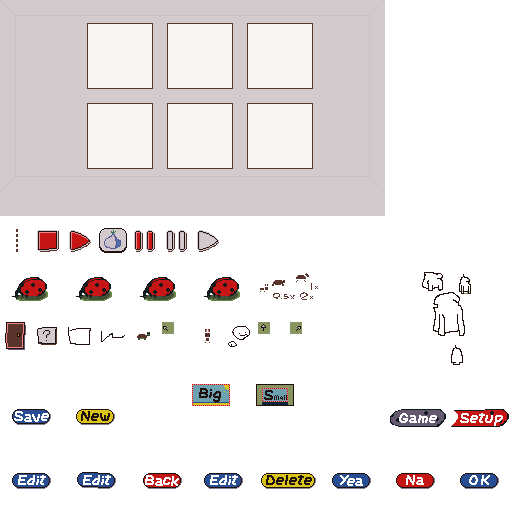 1x
0.5x 2x
?
Big Small
Save New Game Setup
Edit Edit Back Edit Delete Yea Na OK